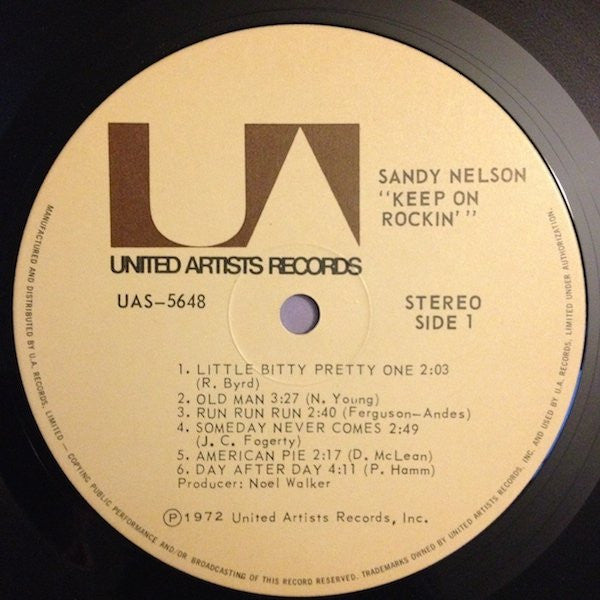 UA
UNITED ARTISTS RECORDS
SANDY NELSON
"KEEP ON
ROCKIN'"
UAS-5648
STEREO
SIDE 1
1. LITTLE BITTY PRETTY ONE 2:03
(R. Byrd)
2. OLD MAN 3:27 (N. Young)
3. RUN RUN RUN 2:40 (Ferguson-Andes)
4. SOMEDAY NEVER COMES 2:49
(J. C. Fogerty)
5. AMERICAN PIE 2:17 (D. McLean)
6. DAY AFTER DAY 4:11 (P. Hamm)
Producer: Noel Walker
Ⓟ1972 United Artists Records, Inc.
MANUFACTURED AND DISTRIBUTED BY U.A. RECORDS, LIMITED — COPYING PUBLIC PERFORMANCE AND/OR BROADCASTING OF THIS RECORD RESERVED. TRADEMARKS OWNED BY UNITED ARTISTS RECORDS, INC. AND USED BY U.A. RECORDS, LIMITED UNDER AUTHORIZATION.